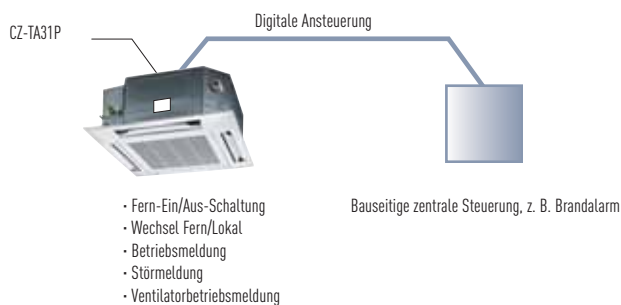 Digitale Ansteuerung
CZ-TA31P
· Fern-Ein/Aus-Schaltung
· Wechsel Fern/Lokal
· Betriebsmeldung
· Störmeldung
· Ventilatorbetriebsmeldung
Bauseitige zentrale Steuerung, z. B. Brandalarm